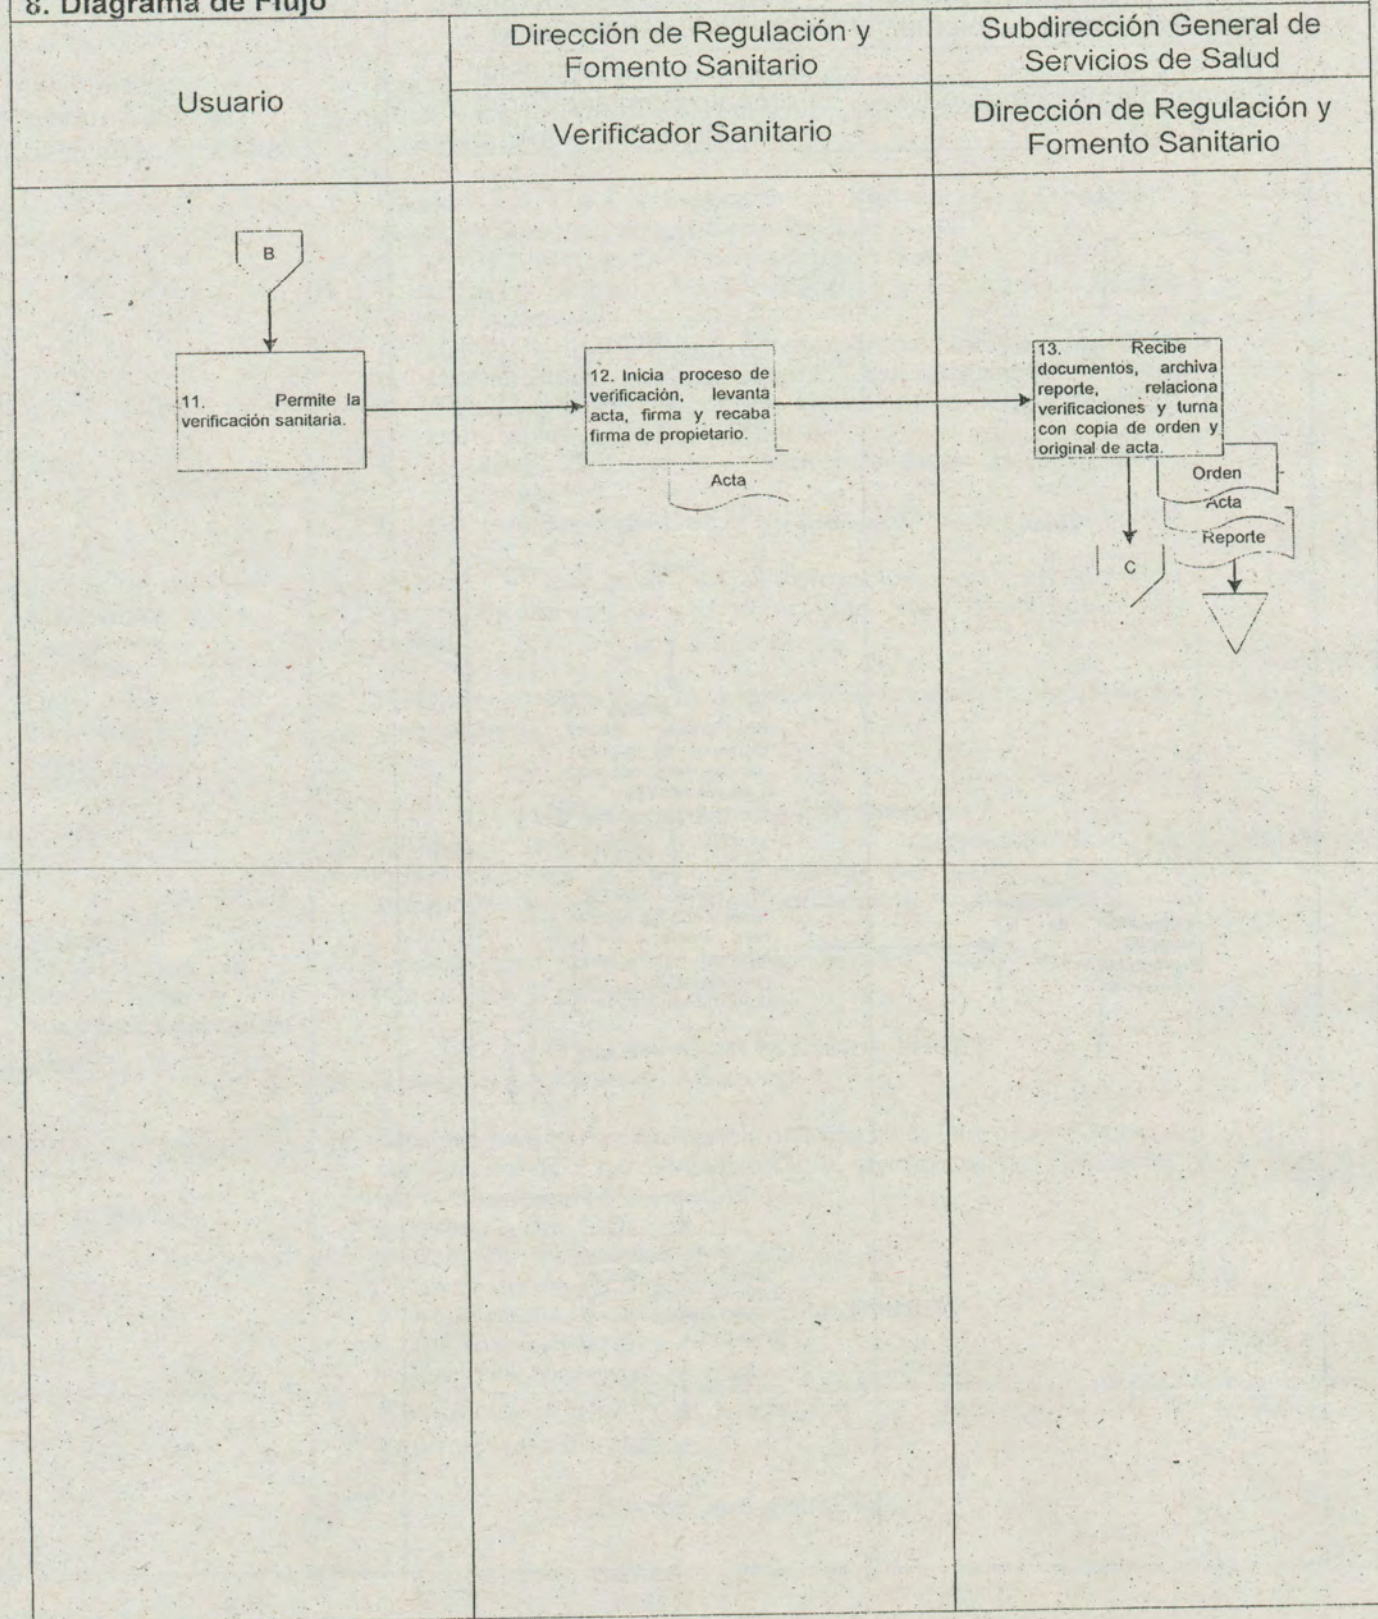 8. Diagrama de Flujo
Usuario
Dirección de Regulación y
Fomento Sanitario
Verificador Sanitario
Subdirección General de
Servicios de Salud
Dirección de Regulación y
Fomento Sanitario
B
11. Permite la
verificación sanitaria.
12. Inicia proceso de
verificación, levanta
acta, firma y recaba
firma de propietario.
Acta
13. Recibe
documentos, archiva
reporte, relaciona
verificaciones y turna
con copia de orden y
original de acta.
Orden
Acta
Reporte
C